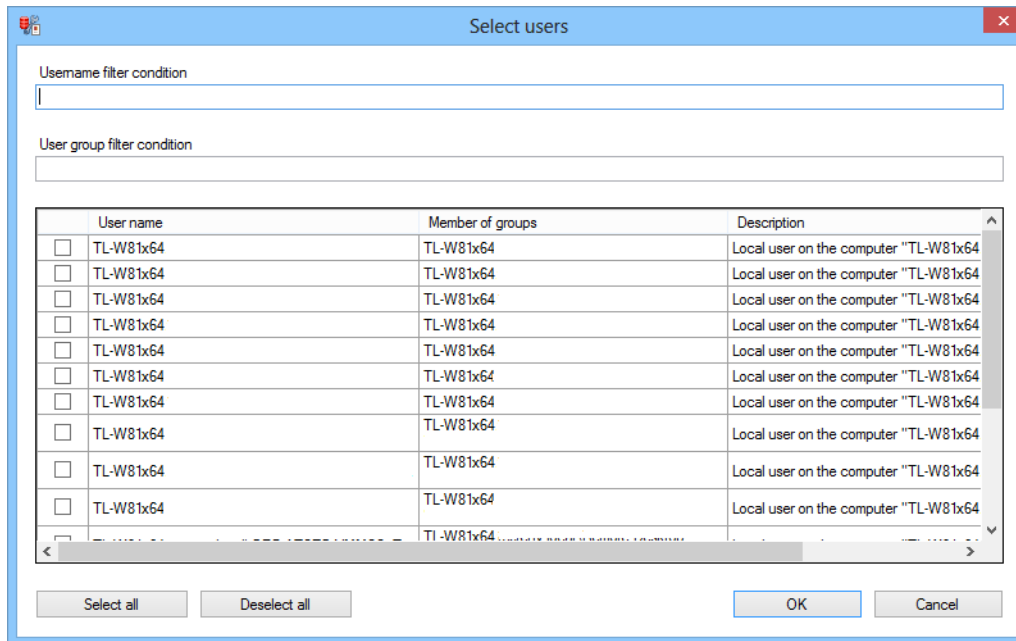 Select users
Username filter condition
User group filter condition
User name Member of groups Description
TL-W81x64 TL-W81x64 Local user on the computer "TL-W81x64
TL-W81x64 TL-W81x64 Local user on the computer "TL-W81x64
TL-W81x64 TL-W81x64 Local user on the computer "TL-W81x64
TL-W81x64 TL-W81x64 Local user on the computer "TL-W81x64
TL-W81x64 TL-W81x64 Local user on the computer "TL-W81x64
TL-W81x64 TL-W81x64 Local user on the computer "TL-W81x64
TL-W81x64 TL-W81x64 Local user on the computer "TL-W81x64
TL-W81x64 TL-W81x64 Local user on the computer "TL-W81x64
TL-W81x64 TL-W81x64 Local user on the computer "TL-W81x64
TL-W81x64 TL-W81x64 Local user on the computer "TL-W81x64
TL-W81x64
Select all Deselect all OK Cancel